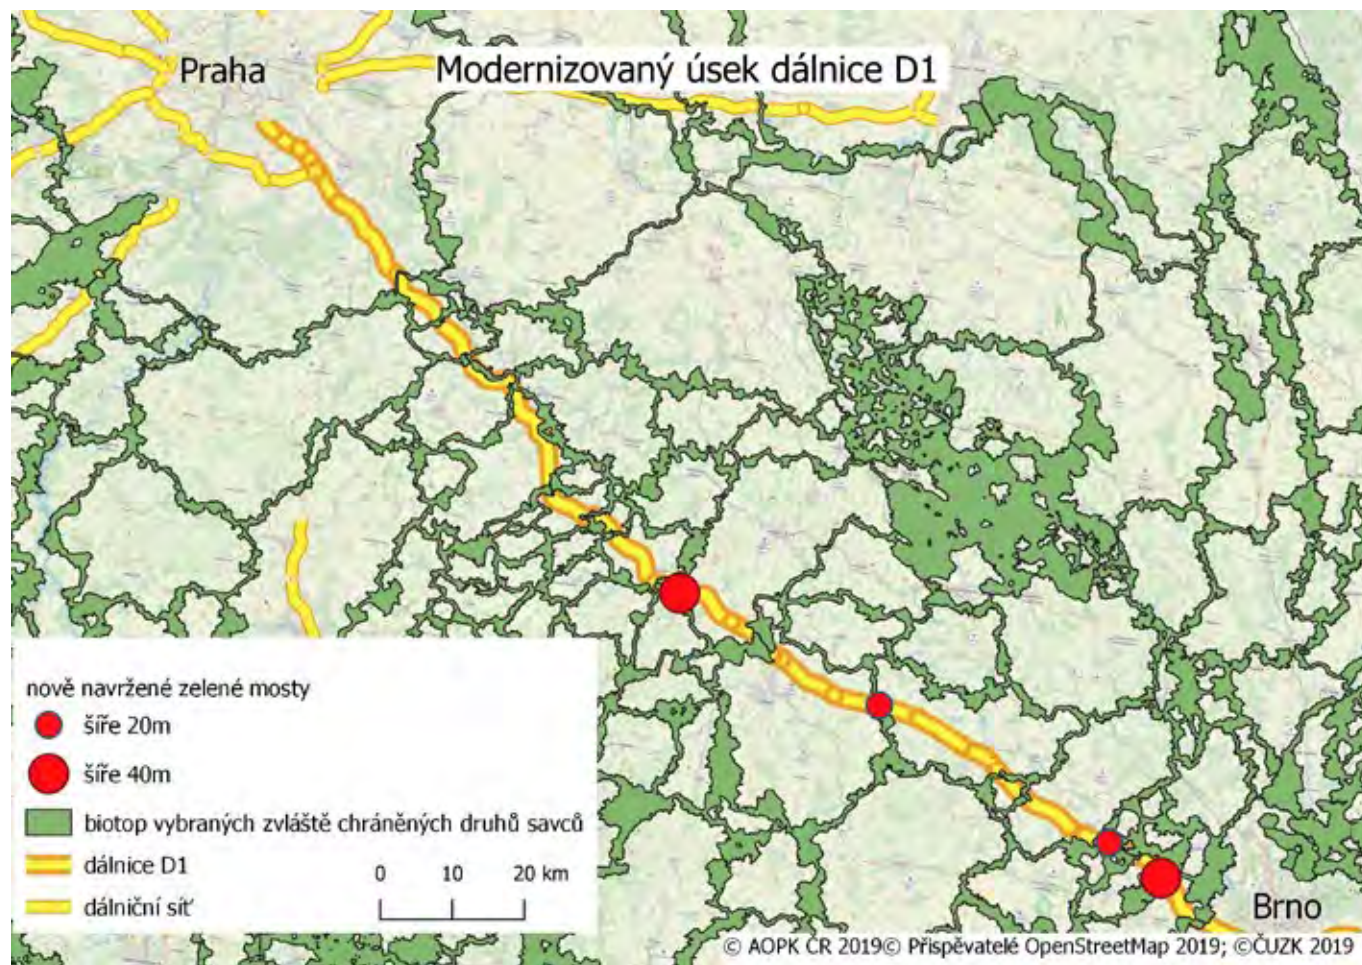 Praha
Modernizovaný úsek dálnice D1
nově navržené zelené mosty
šíře 20m
šíře 40m
biotop vybraných zvláště chráněných druhů savců
dálnice D1
dálniční síť
0 10 20 km
Brno
© AOPK ČR 2019© Přispěvatelé OpenStreetMap 2019; ©ČUZK 2019